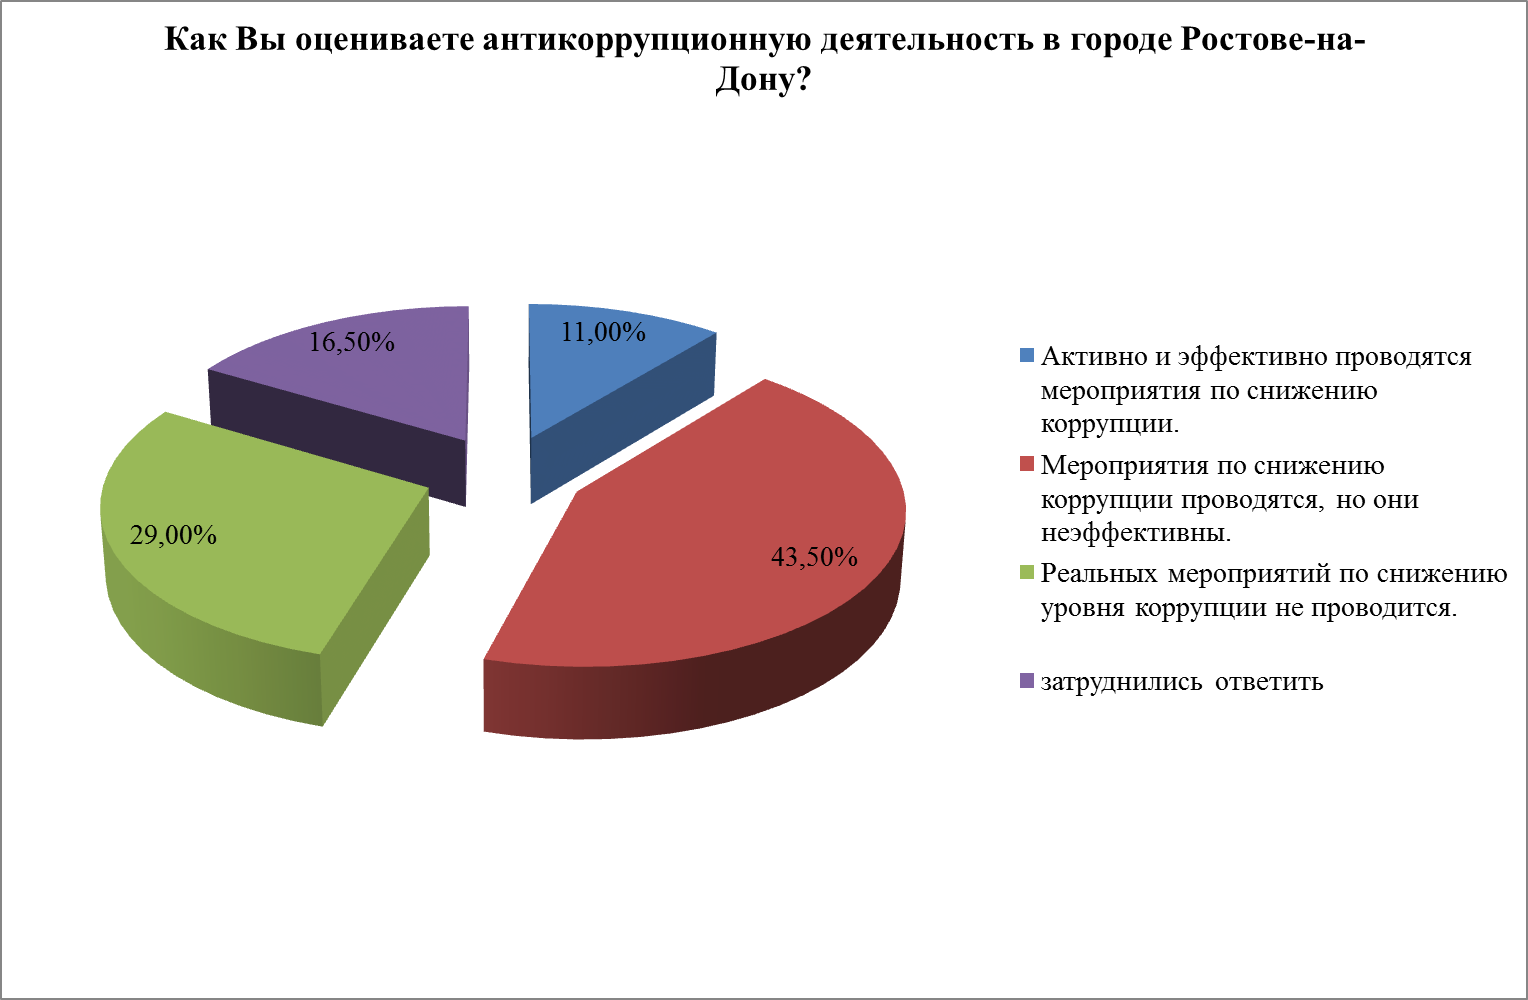 Как Вы оцениваете антикоррупционную деятельность в городе Ростове-на-
Дону?
11,00%
16,50%
29,00%
43,50%
Активно и эффективно проводятся
мероприятия по снижению
коррупции.
Мероприятия по снижению
коррупции проводятся, но они
неэффективны.
Реальных мероприятий по снижению
уровня коррупции не проводится.
затруднились ответить